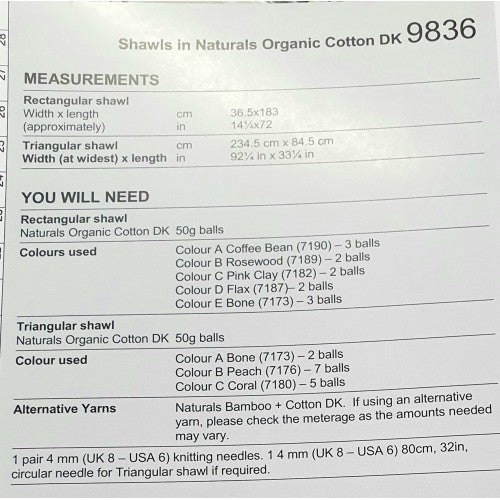 Shawls in Naturals Organic Cotton DK 9836
MEASUREMENTS
Rectangular shawl
Width x length cm 36.5x183
(approximately) in 14¼x72
Triangular shawl cm 234.5 cm x 84.5 cm
Width (at widest) x length in 92¼ in x 33¼ in
YOU WILL NEED
Rectangular shawl
Naturals Organic Cotton DK 50g balls
Colours used Colour A Coffee Bean (7190) – 3 balls
Colour B Rosewood (7189) – 2 balls
Colour C Pink Clay (7182) – 2 balls
Colour D Flax (7187)– 2 balls
Colour E Bone (7173) – 3 balls
Triangular shawl
Naturals Organic Cotton DK 50g balls
Colour used Colour A Bone (7173) – 2 balls
Colour B Peach (7176) – 7 balls
Colour C Coral (7180) – 5 balls
Alternative Yarns Naturals Bamboo + Cotton DK. If using an alternative
yarn, please check the meterage as the amounts needed
may vary.
1 pair 4 mm (UK 8 – USA 6) knitting needles. 1 4 mm (UK 8 – USA 6) 80cm, 32in,
circular needle for Triangular shawl if required.